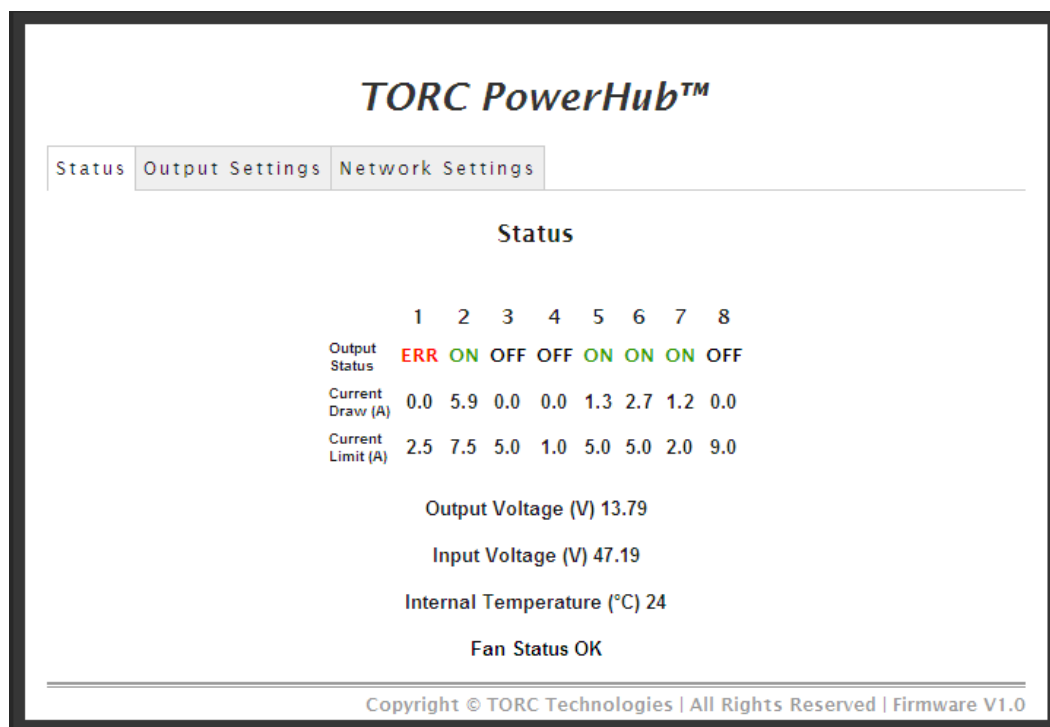 TORC PowerHub™
Status Output Settings Network Settings
Status
1 2 3 4 5 6 7 8
Output Status ERR ON OFF OFF ON ON ON OFF
Current Draw (A) 0.0 5.9 0.0 0.0 1.3 2.7 1.2 0.0
Current Limit (A) 2.5 7.5 5.0 1.0 5.0 5.0 2.0 9.0
Output Voltage (V) 13.79
Input Voltage (V) 47.19
Internal Temperature (°C) 24
Fan Status OK
Copyright © TORC Technologies | All Rights Reserved | Firmware V1.0